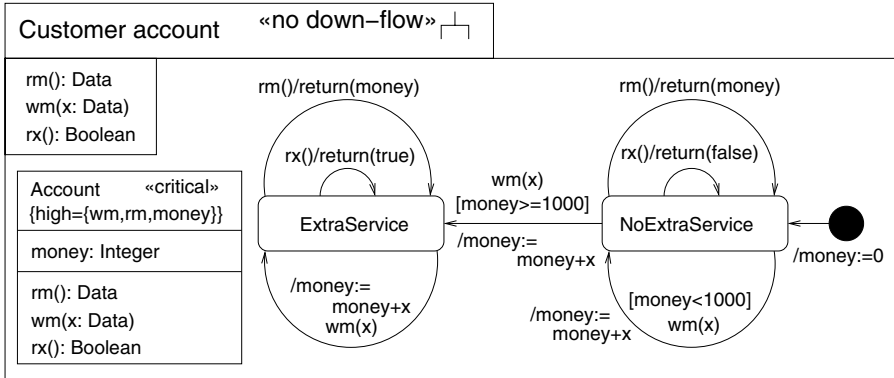 Customer account «no down–flow»
rm(): Data
wm(x: Data)
rx(): Boolean
Account «critical»
{high={wm,rm,money}}
money: Integer
rm(): Data
wm(x: Data)
rx(): Boolean
rm()/return(money)
rx()/return(true)
ExtraService
/money:=
money+x
wm(x)
wm(x)
[money>=1000]
/money:=
money+x
rm()/return(money)
rx()/return(false)
NoExtraService
[money<1000]
wm(x)
/money:=
money+x
/money:=0